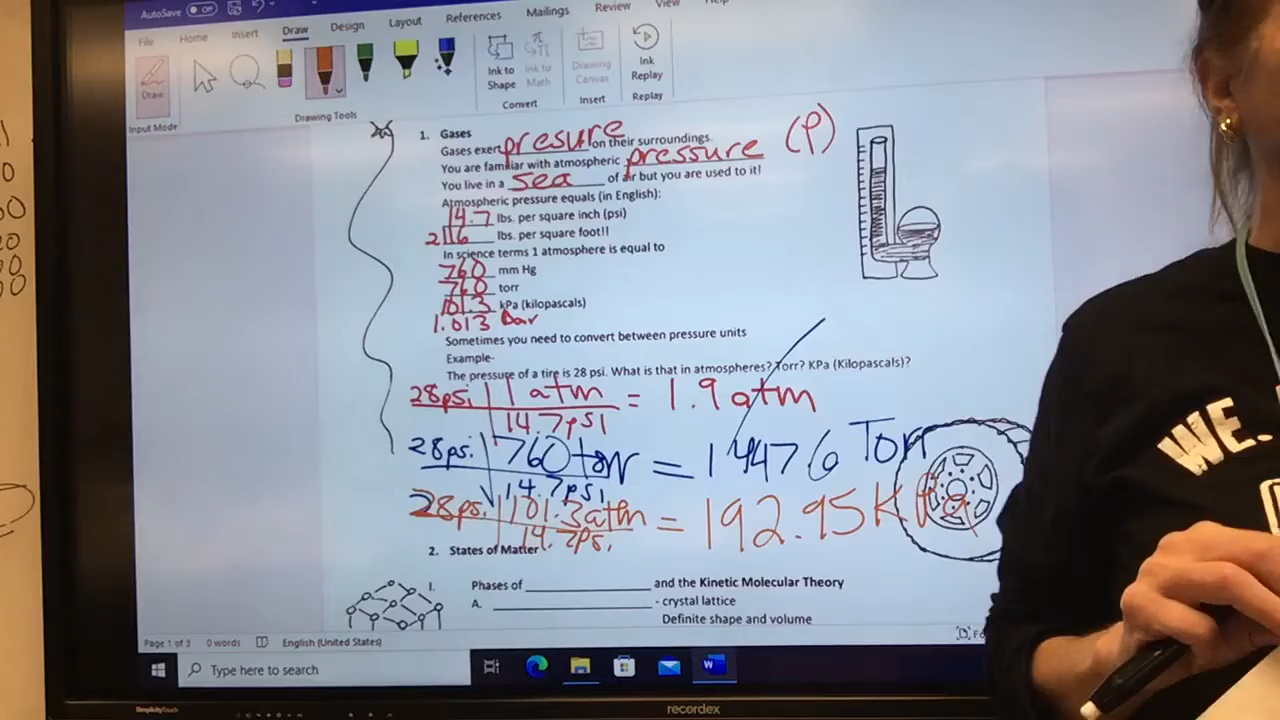 AutoSave Off
File Home Insert Draw Design Layout References Mailings Review View Help
Draw
Ink to Shape
Ink to Math
Drawing Canvas
Ink Replay
Input Mode
Drawing Tools
Convert
Insert
Replay
1. Gases
Gases exert presure on their surroundings. (P)
You are familiar with atmospheric pressure
You live in a sea of air but you are used to it!
Atmospheric pressure equals (in English):
14.7 lbs. per square inch (psi)
2116 lbs. per square foot!!
In science terms 1 atmosphere is equal to
760 mm Hg
760 torr
101.3 kPa (kilopascals)
1.013 bar
Sometimes you need to convert between pressure units
Example-
The pressure of a tire is 28 psi. What is that in atmospheres? Torr? KPa (Kilopascals)?
28psi 1 atm = 1.9 atm
14.7psi
28psi 760 torr = 1447.6 Torr
14.7psi
28psi 101.3atm = 192.95 KPa
14.7psi
2. States of Matter
I. Phases of and the Kinetic Molecular Theory
A. - crystal lattice
Definite shape and volume
Page 1 of 3 0 words English (United States)
Type here to search
SimplicityTouch
recordex
WE.